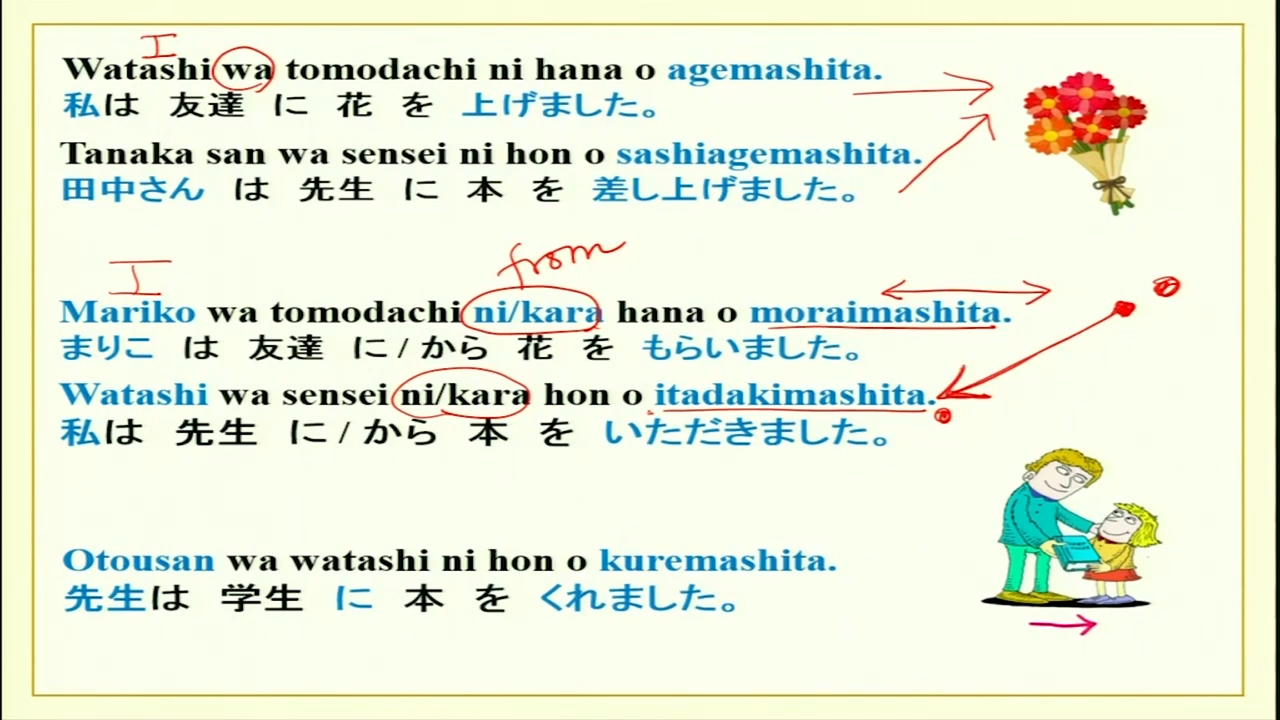 I
Watashi wa tomodachi ni hana o agemashita.
私は 友達 に 花 を 上げました。
Tanaka san wa sensei ni hon o sashiagemashita.
田中さん は 先生 に 本 を 差し上げました。
I from
Mariko wa tomodachi ni/kara hana o moraimashita.
まりこ は 友達 に / から 花 を もらいました。
Watashi wa sensei ni/kara hon o itadakimashita.
私は 先生 に / から 本 を いただきました。
Otousan wa watashi ni hon o kuremashita.
先生は 学生 に 本 を くれました。